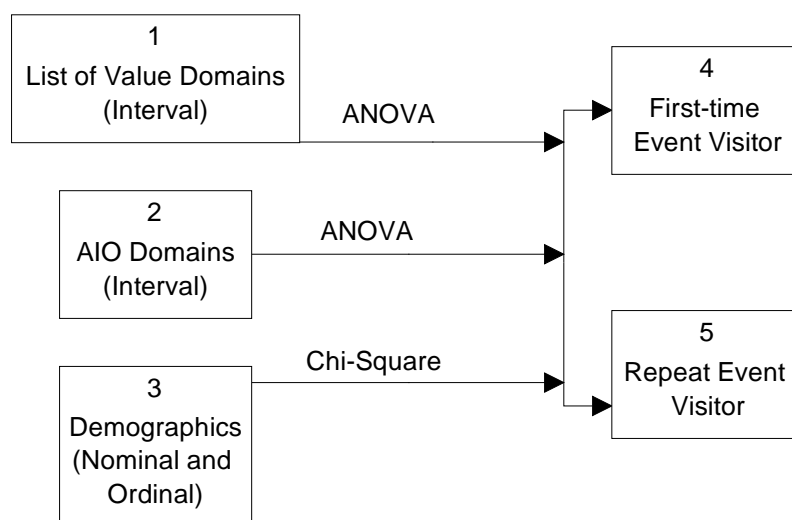 1
List of Value Domains
(Interval)
ANOVA
2
AIO Domains
(Interval)
ANOVA
3
Demographics
(Nominal and
Ordinal)
Chi-Square
4
First-time
Event Visitor
5
Repeat Event
Visitor